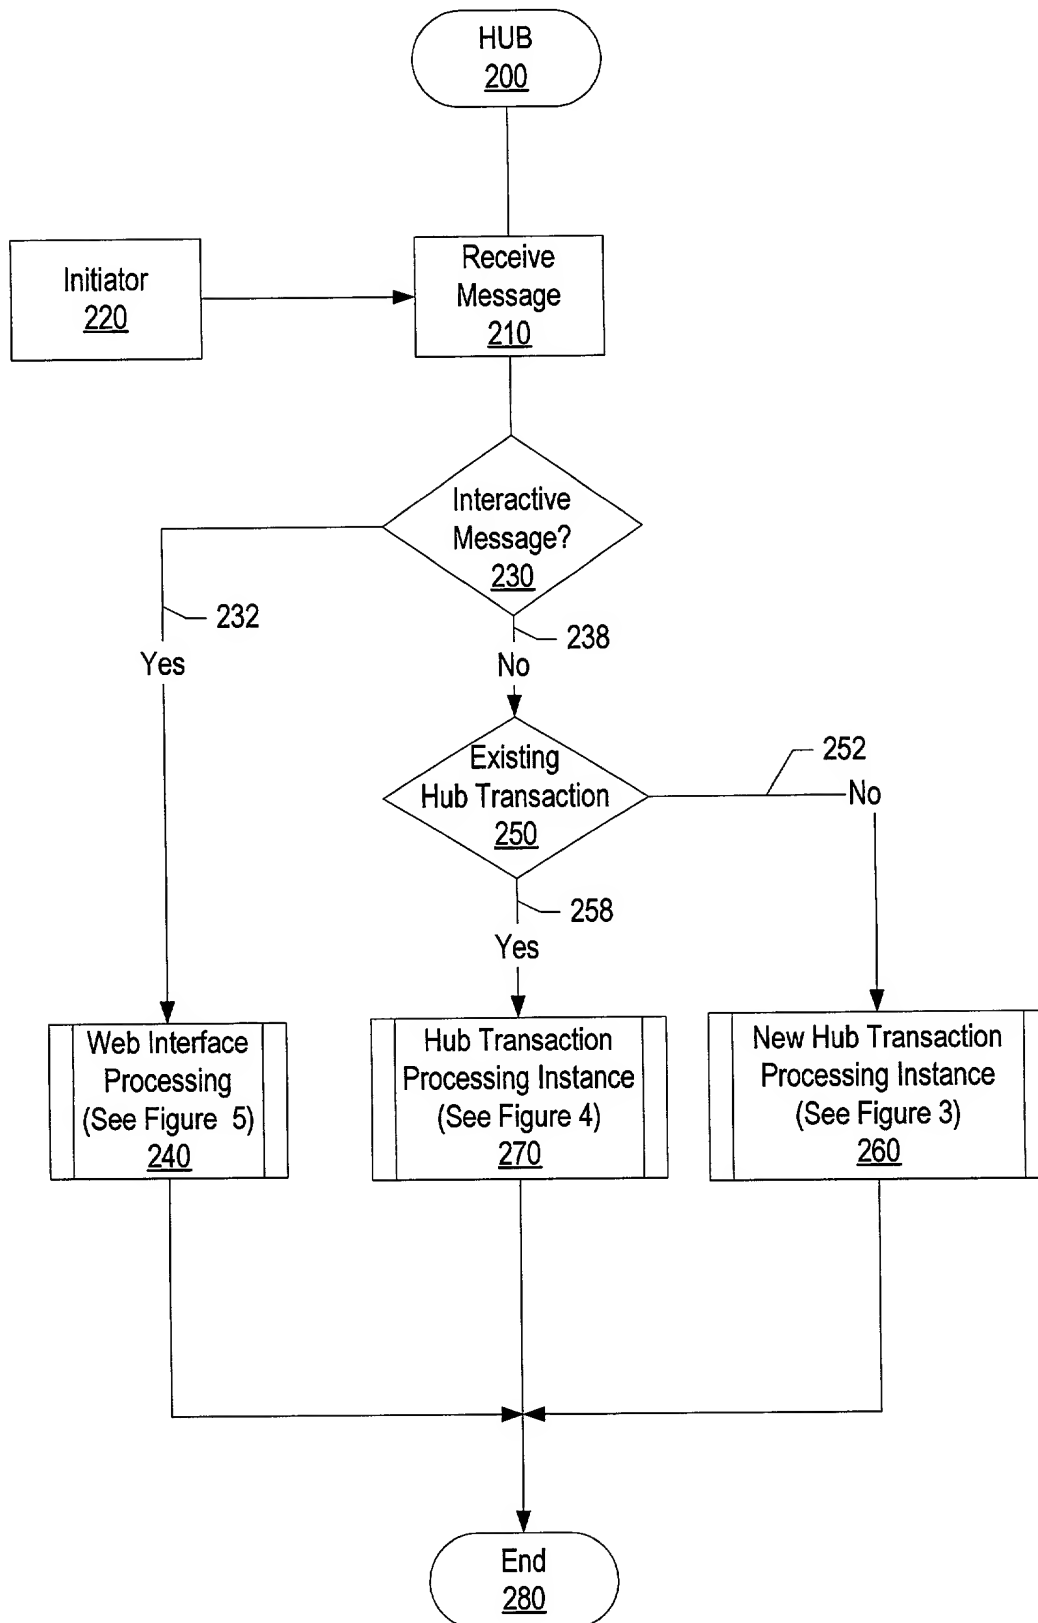 HUB
200
Initiator
220
Receive
Message
210
Interactive
Message?
230
232
Yes
238
No
Existing
Hub Transaction
250
252
No
258
Yes
Web Interface
Processing
(See Figure 5)
240
Hub Transaction
Processing Instance
(See Figure 4)
270
New Hub Transaction
Processing Instance
(See Figure 3)
260
End
280